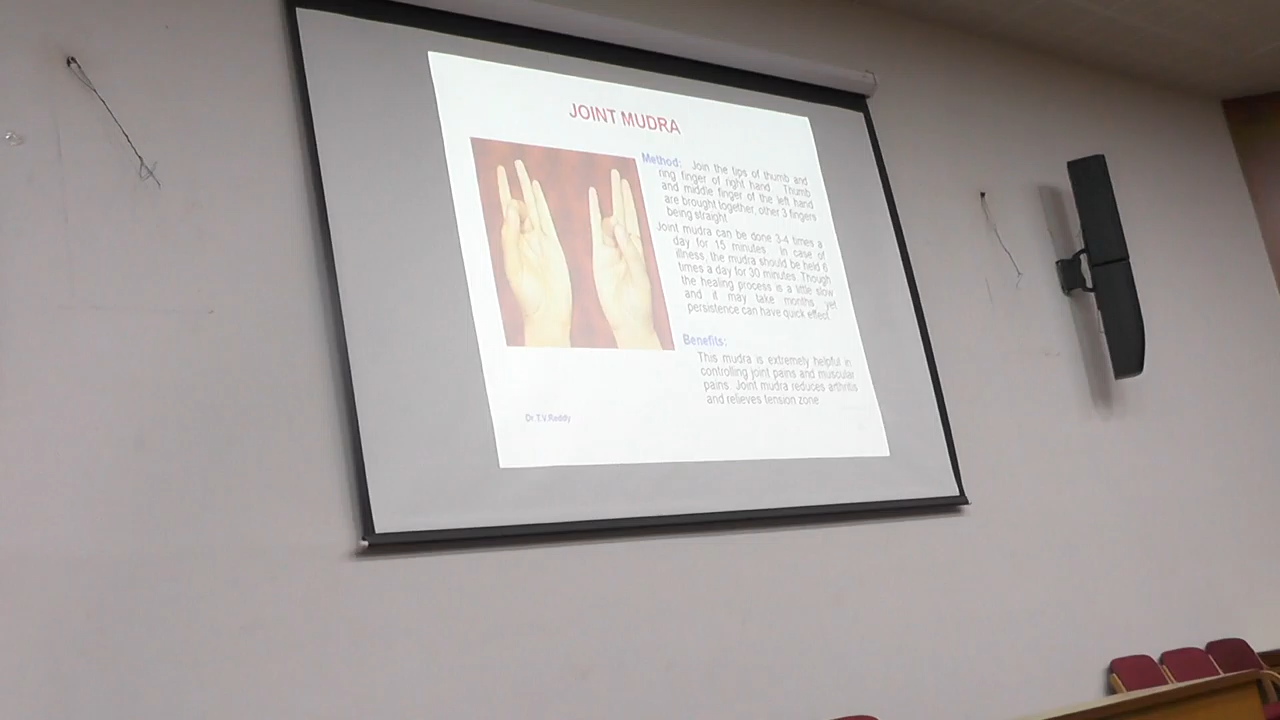 JOINT MUDRA
Method: Join the tips of thumb and
ring finger of right hand. Thumb
and middle finger of the left hand
are brought together, other 3 fingers
being straight
Joint mudra can be done 3-4 times a
day for 15 minutes. In case of
illness, the mudra should be held 6
times a day for 30 minutes. Though
the healing process is a little slow
and it may take months, yet
persistence can have quick effect.
Benefits:
This mudra is extremely helpful in
controlling joint pains and muscular
pains. Joint mudra reduces arthritis
and relieves tension zone
Dr T.V.Reddy